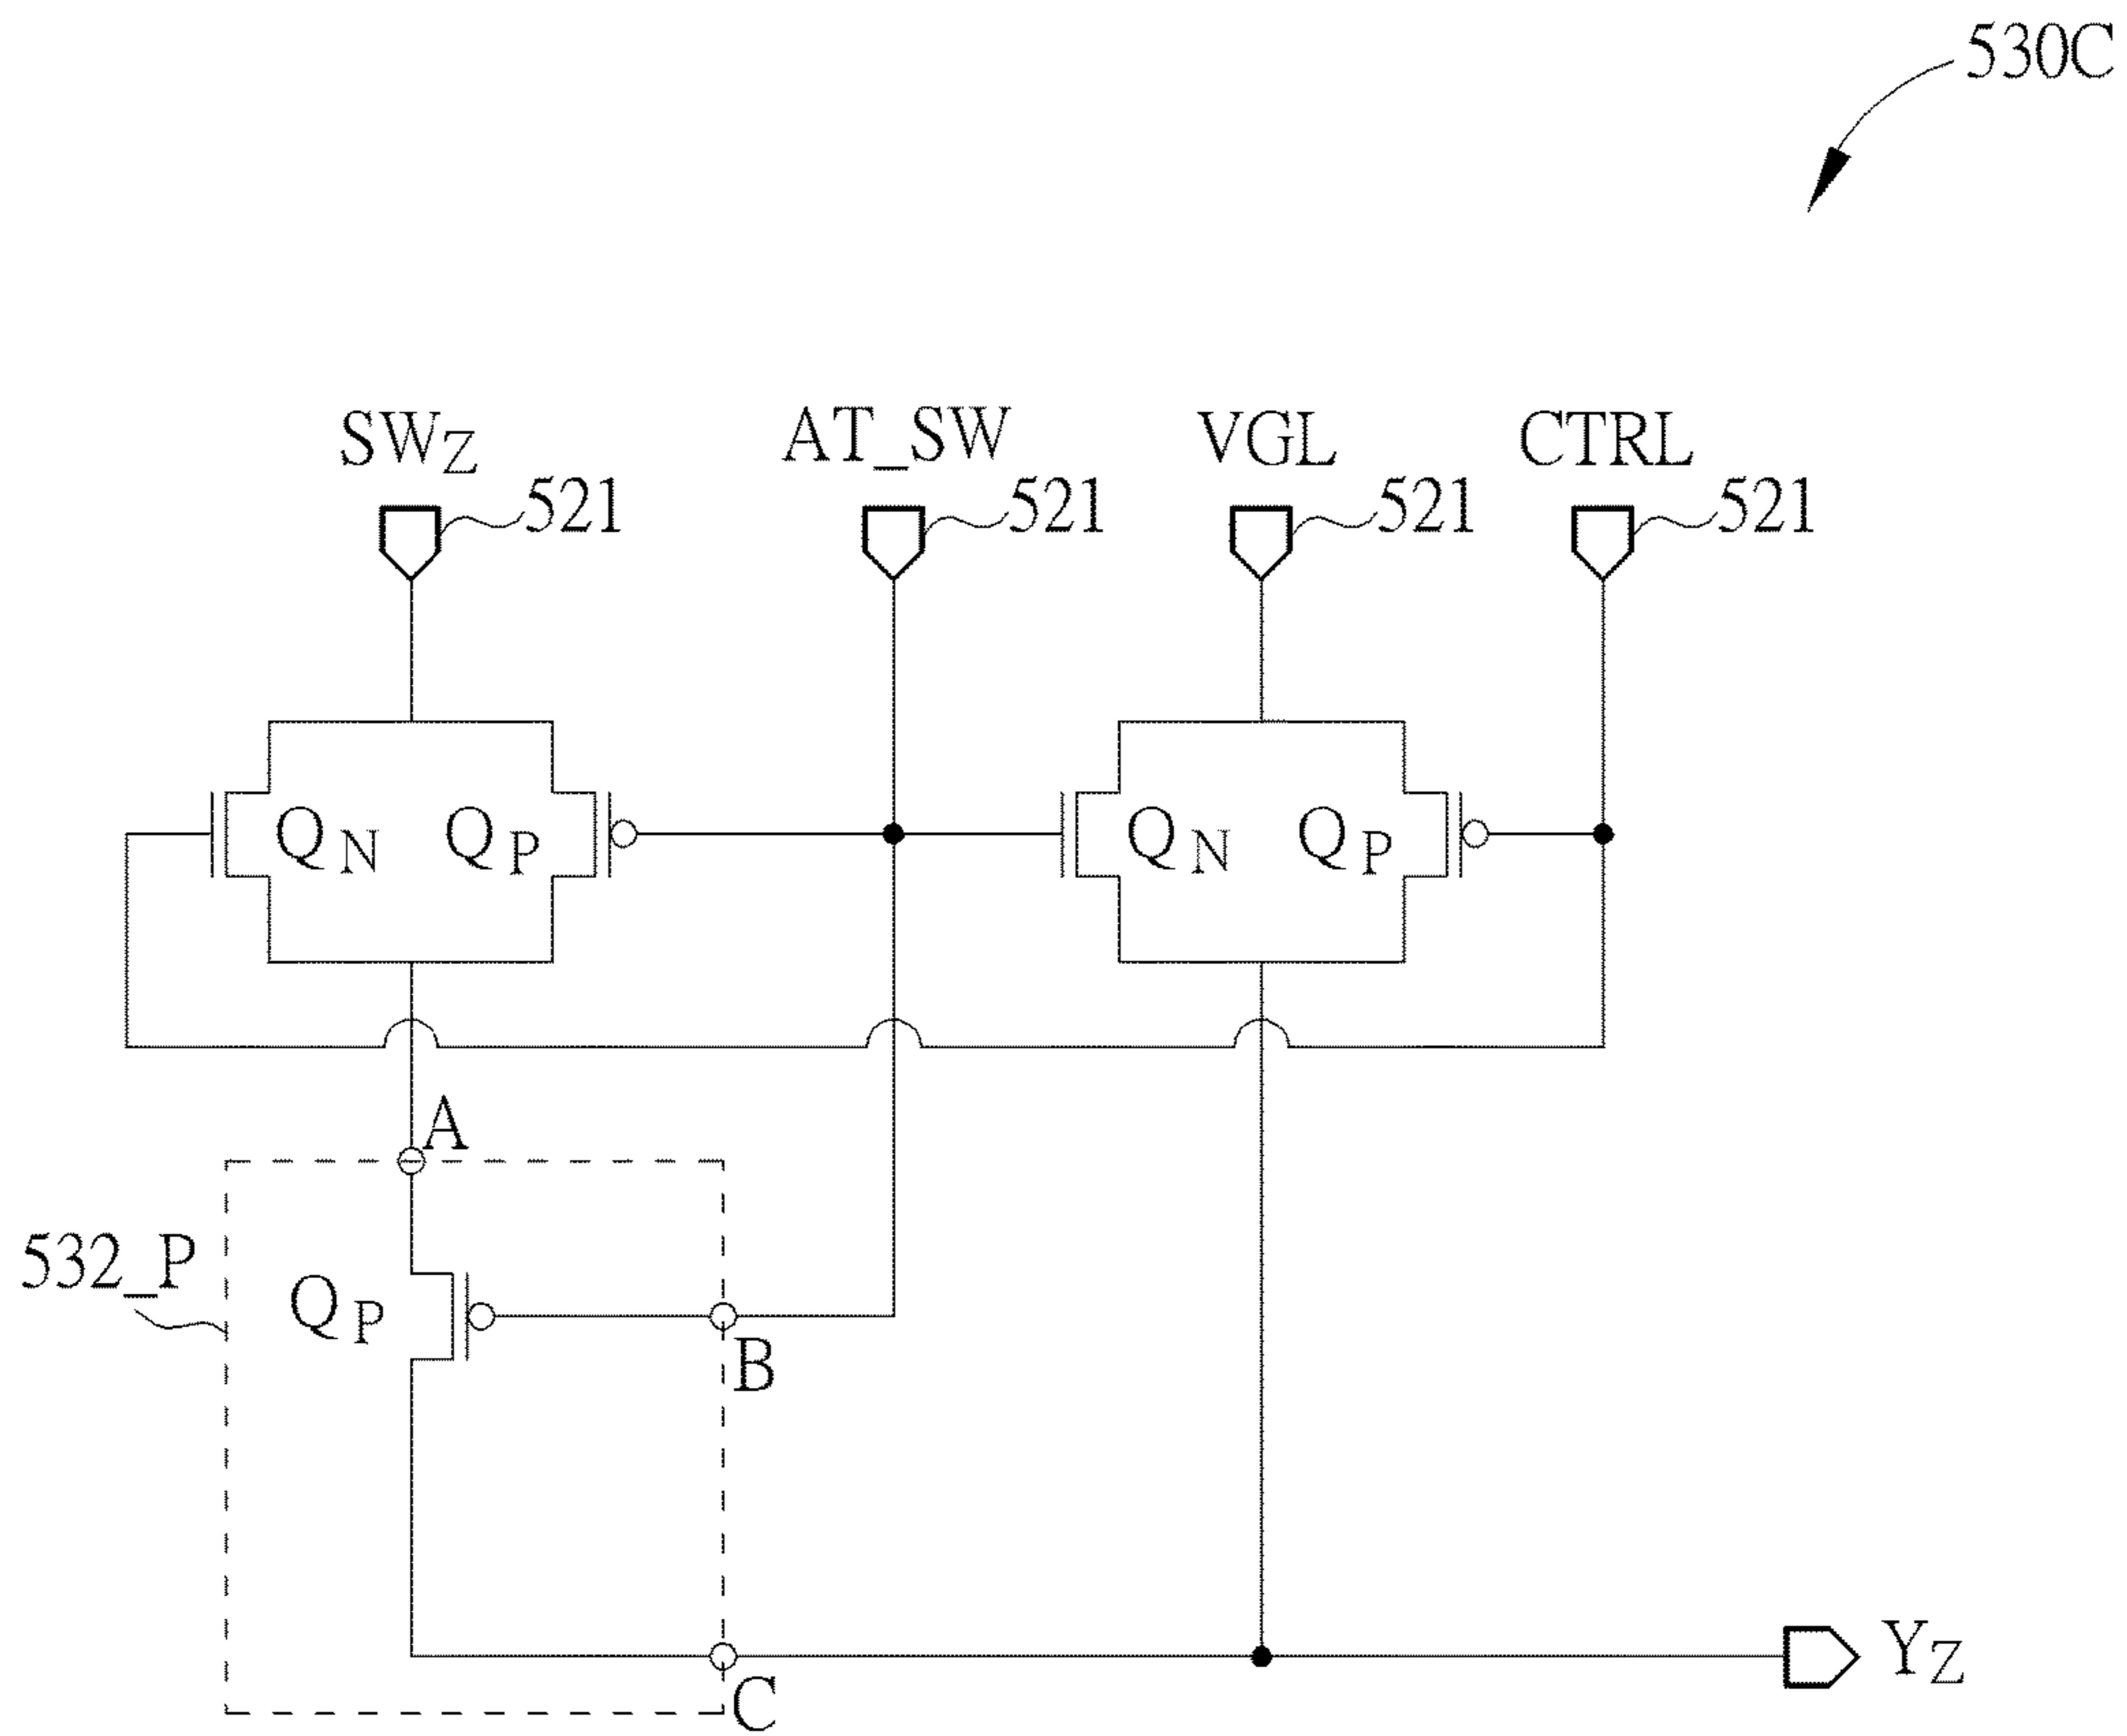 530C
SWZ AT_SW VGL CTRL
521 521 521 521
QN QP QN QP
A
532_P
QP
B
C
YZ